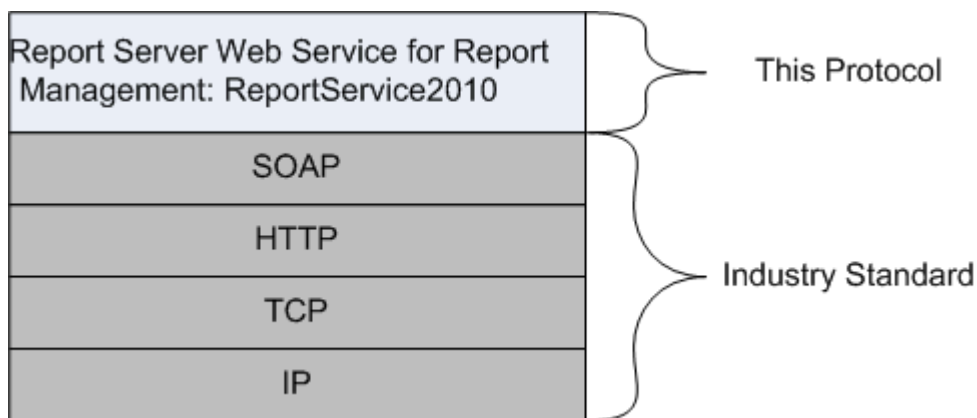 Report Server Web Service for Report
Management: ReportService2010
This Protocol
SOAP
HTTP
TCP
IP
Industry Standard